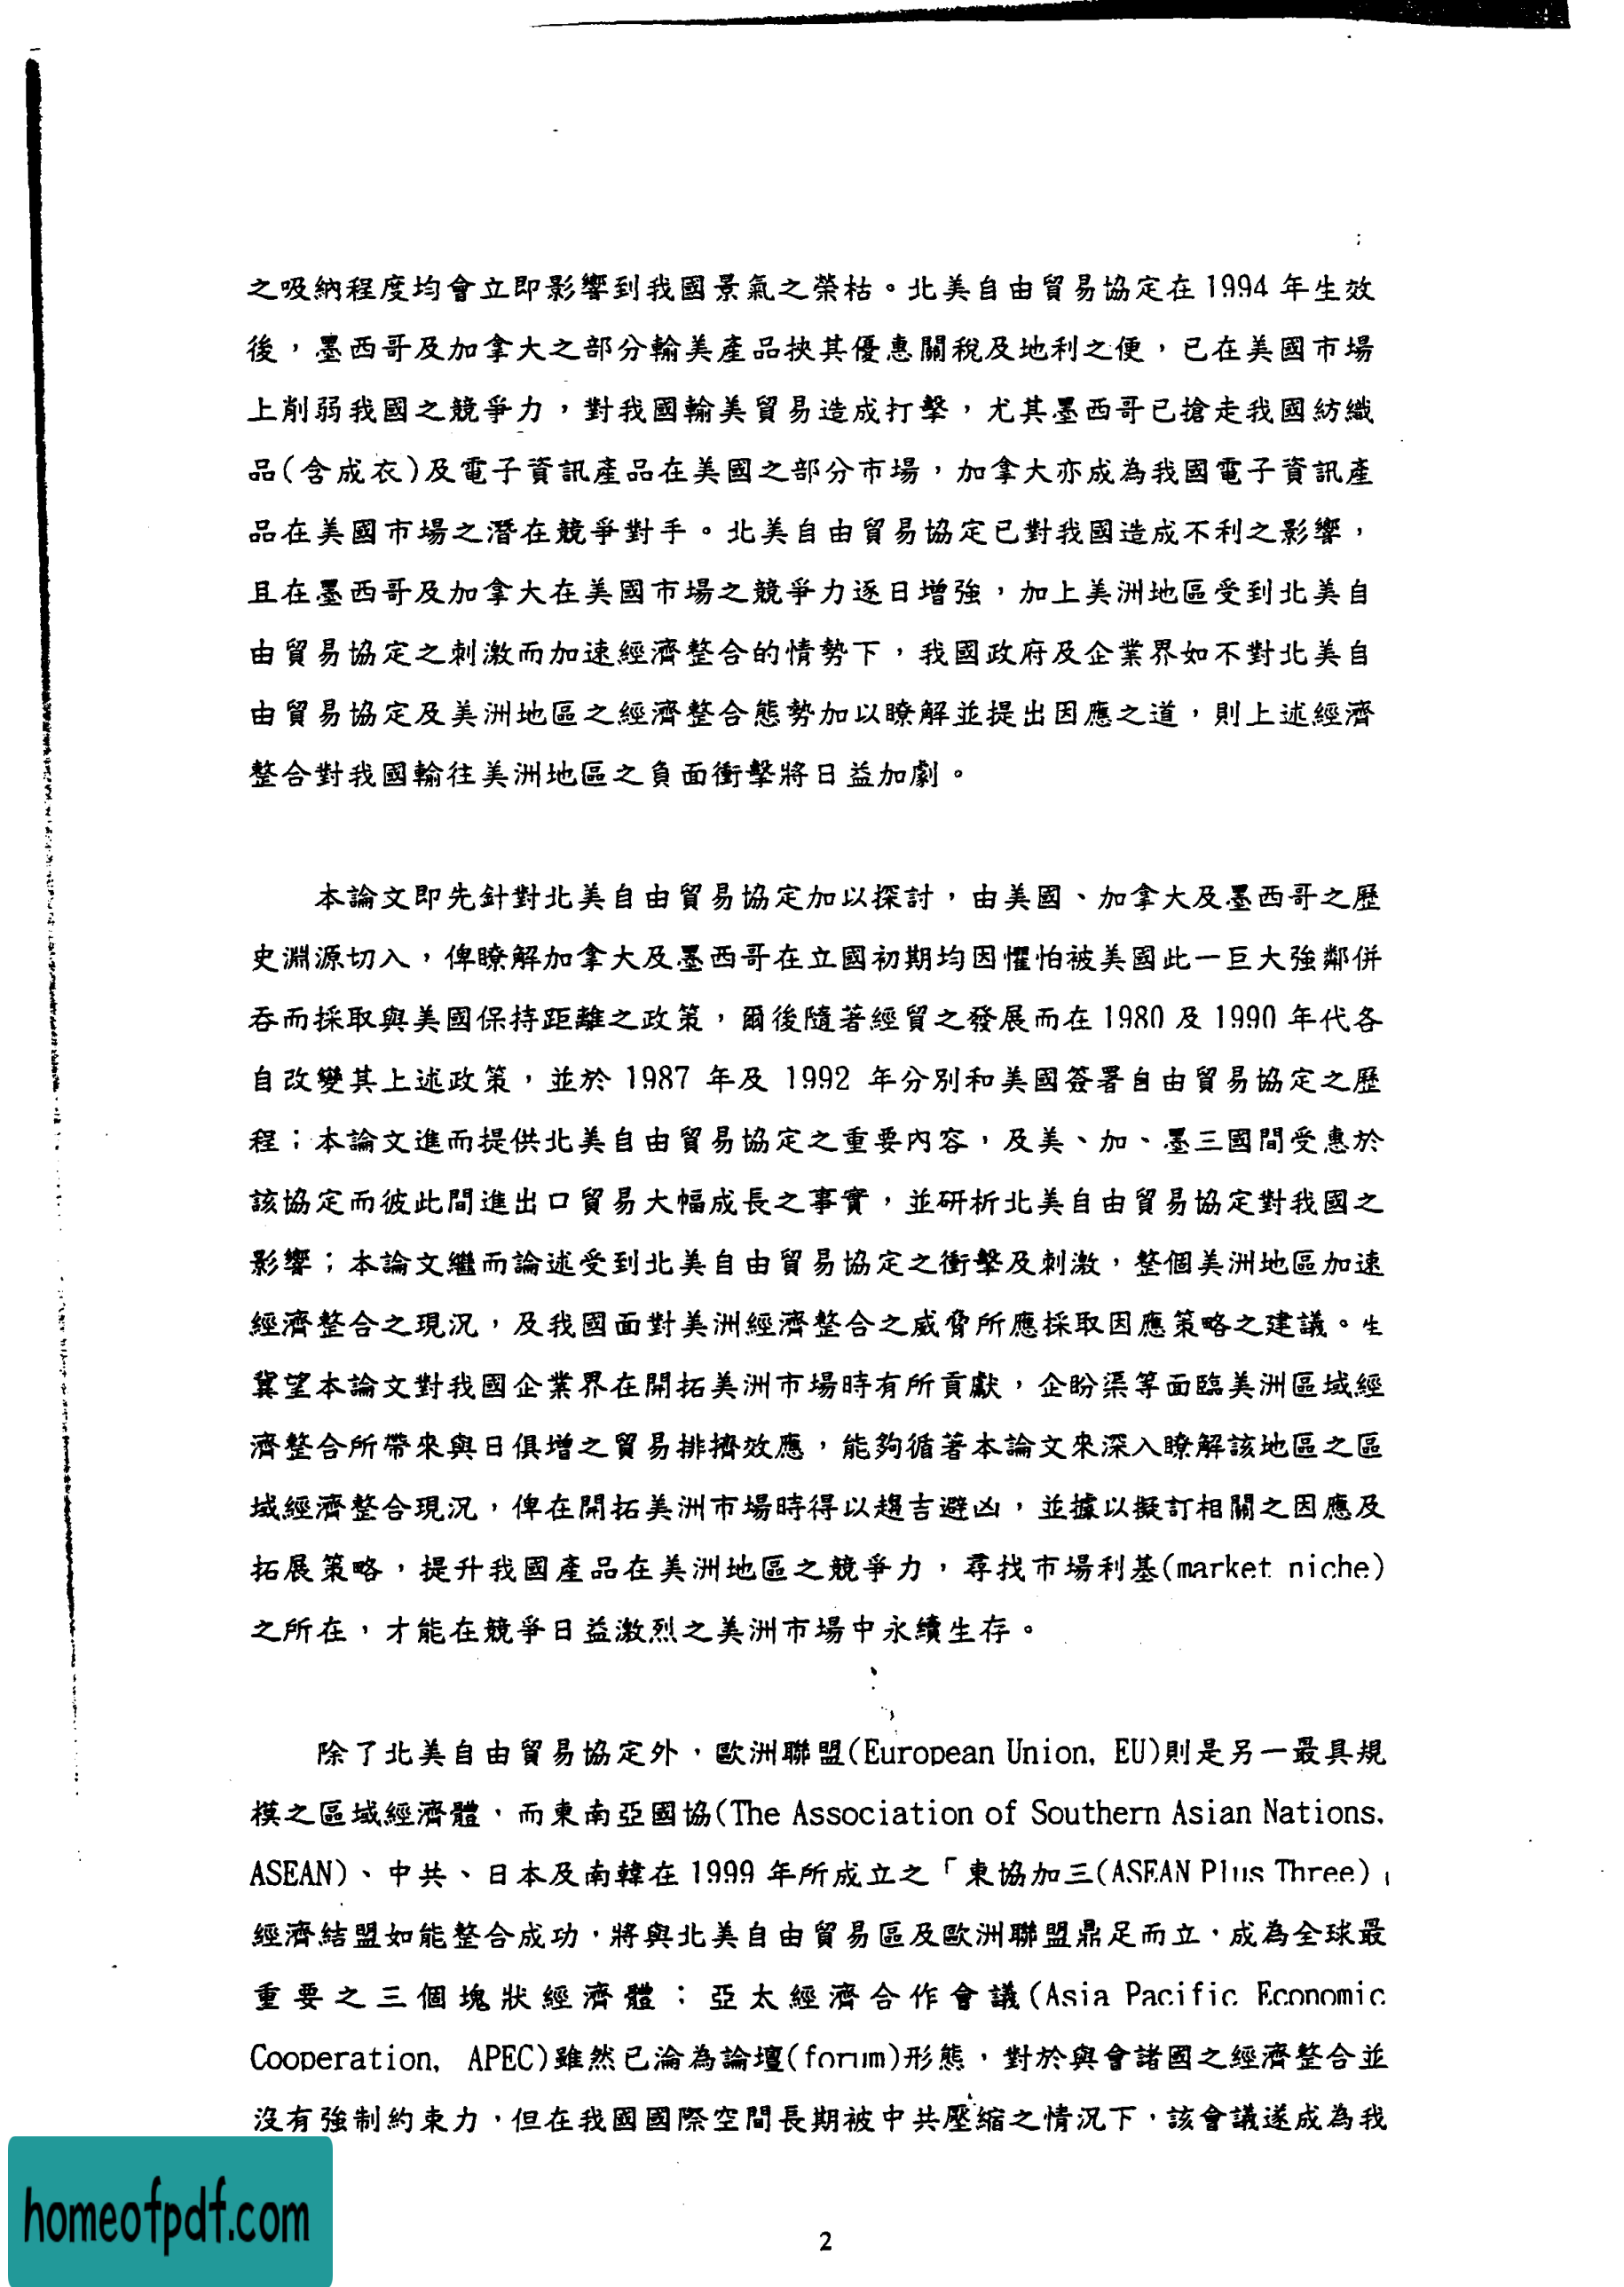 之吸納程度均會立即影響到我國景氣之榮枯。北美自由貿易協定在 1994 年生效
後，墨西哥及加拿大之部分輸美產品挾其優惠關稅及地利之便，已在美國市場
上削弱我國之競爭力，對我國輸美貿易造成打擊，尤其墨西哥已搶走我國紡織
品(含成衣)及電子資訊產品在美國之部分市場，加拿大亦成為我國電子資訊產
品在美國市場之潛在競爭對手。北美自由貿易協定已對我國造成不利之影響，
且在墨西哥及加拿大在美國市場之競爭力逐日增強，加上美洲地區受到北美自
由貿易協定之刺激而加速經濟整合的情勢下，我國政府及企業界如不對北美自
由貿易協定及美洲地區之經濟整合態勢加以瞭解並提出因應之道，則上述經濟
整合對我國輸往美洲地區之負面衝擊將日益加劇。
本論文即先針對北美自由貿易協定加以探討，由美國、加拿大及墨西哥之歷
史淵源切入，俾瞭解加拿大及墨西哥在立國初期均因懼怕被美國此一巨大強鄰併
吞而採取與美國保持距離之政策，爾後隨著經貿之發展而在 1980 及 1990 年代各
自改變其上述政策，並於 1987 年及 1992 年分別和美國簽署自由貿易協定之歷
程；本論文進而提供北美自由貿易協定之重要內容，及美、加、墨三國間受惠於
該協定而彼此間進出口貿易大幅成長之事實，並研析北美自由貿易協定對我國之
影響；本論文繼而論述受到北美自由貿易協定之衝擊及刺激，整個美洲地區加速
經濟整合之現況，及我國面對美洲經濟整合之威脅所應採取因應策略之建議。生
冀望本論文對我國企業界在開拓美洲市場時有所貢獻，企盼渠等面臨美洲區域經
濟整合所帶來與日俱增之貿易排擠效應，能夠循著本論文來深入瞭解該地區之區
域經濟整合現況，俾在開拓美洲市場時得以趨吉避凶，並據以擬訂相關之因應及
拓展策略，提升我國產品在美洲地區之競爭力，尋找市場利基(market niche)
之所在，才能在競爭日益激烈之美洲市場中永續生存。
除了北美自由貿易協定外，歐洲聯盟(European Union, EU)則是另一最具規
模之區域經濟體，而東南亞國協(The Association of Southern Asian Nations,
ASEAN)、中共、日本及南韓在 1999 年所成立之「東協加三(ASEAN Plus Three)」
經濟結盟如能整合成功，將與北美自由貿易區及歐洲聯盟鼎足而立，成為全球最
重要之三個塊狀經濟體；亞太經濟合作會議(Asia Pacific Economic
Cooperation, APEC)雖然已淪為論壇(forum)形態，對於與會諸國之經濟整合並
沒有強制約束力，但在我國國際空間長期被中共壓縮之情況下，該會議遂成為我
homeofpdf.com
2